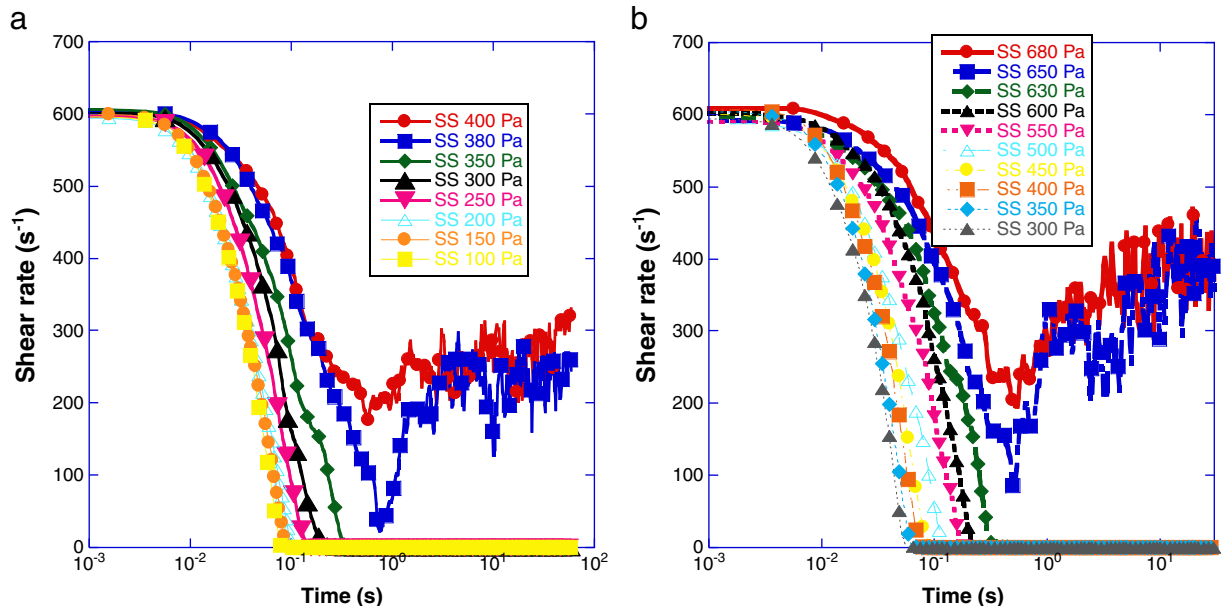 a
700
600
500
400
300
200
100
0
Shear rate (s-1)
10-3
10-2
10-1
100
101
102
Time (s)
SS 400 Pa
SS 380 Pa
SS 350 Pa
SS 300 Pa
SS 250 Pa
SS 200 Pa
SS 150 Pa
SS 100 Pa
b
700
600
500
400
300
200
100
0
Shear rate (s-1)
10-3
10-2
10-1
100
101
Time (s)
SS 680 Pa
SS 650 Pa
SS 630 Pa
SS 600 Pa
SS 550 Pa
SS 500 Pa
SS 450 Pa
SS 400 Pa
SS 350 Pa
SS 300 Pa